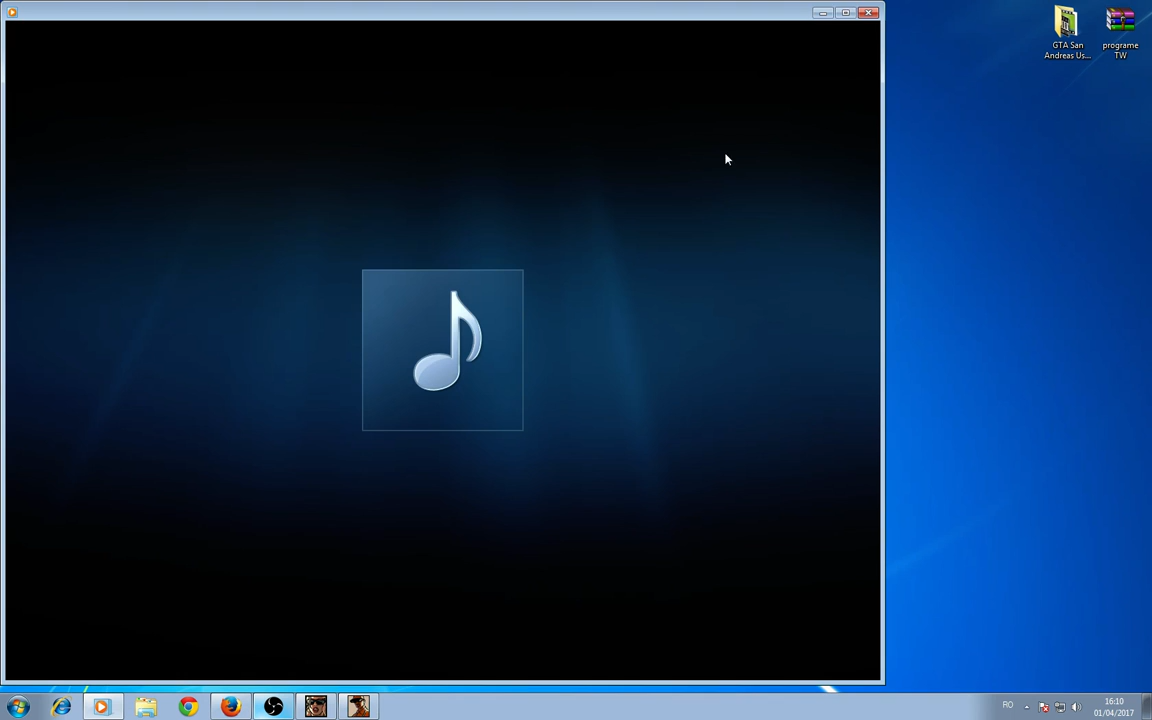 GTA San
Andreas Us...
programe
TW
RO
16:10
01/04/2017